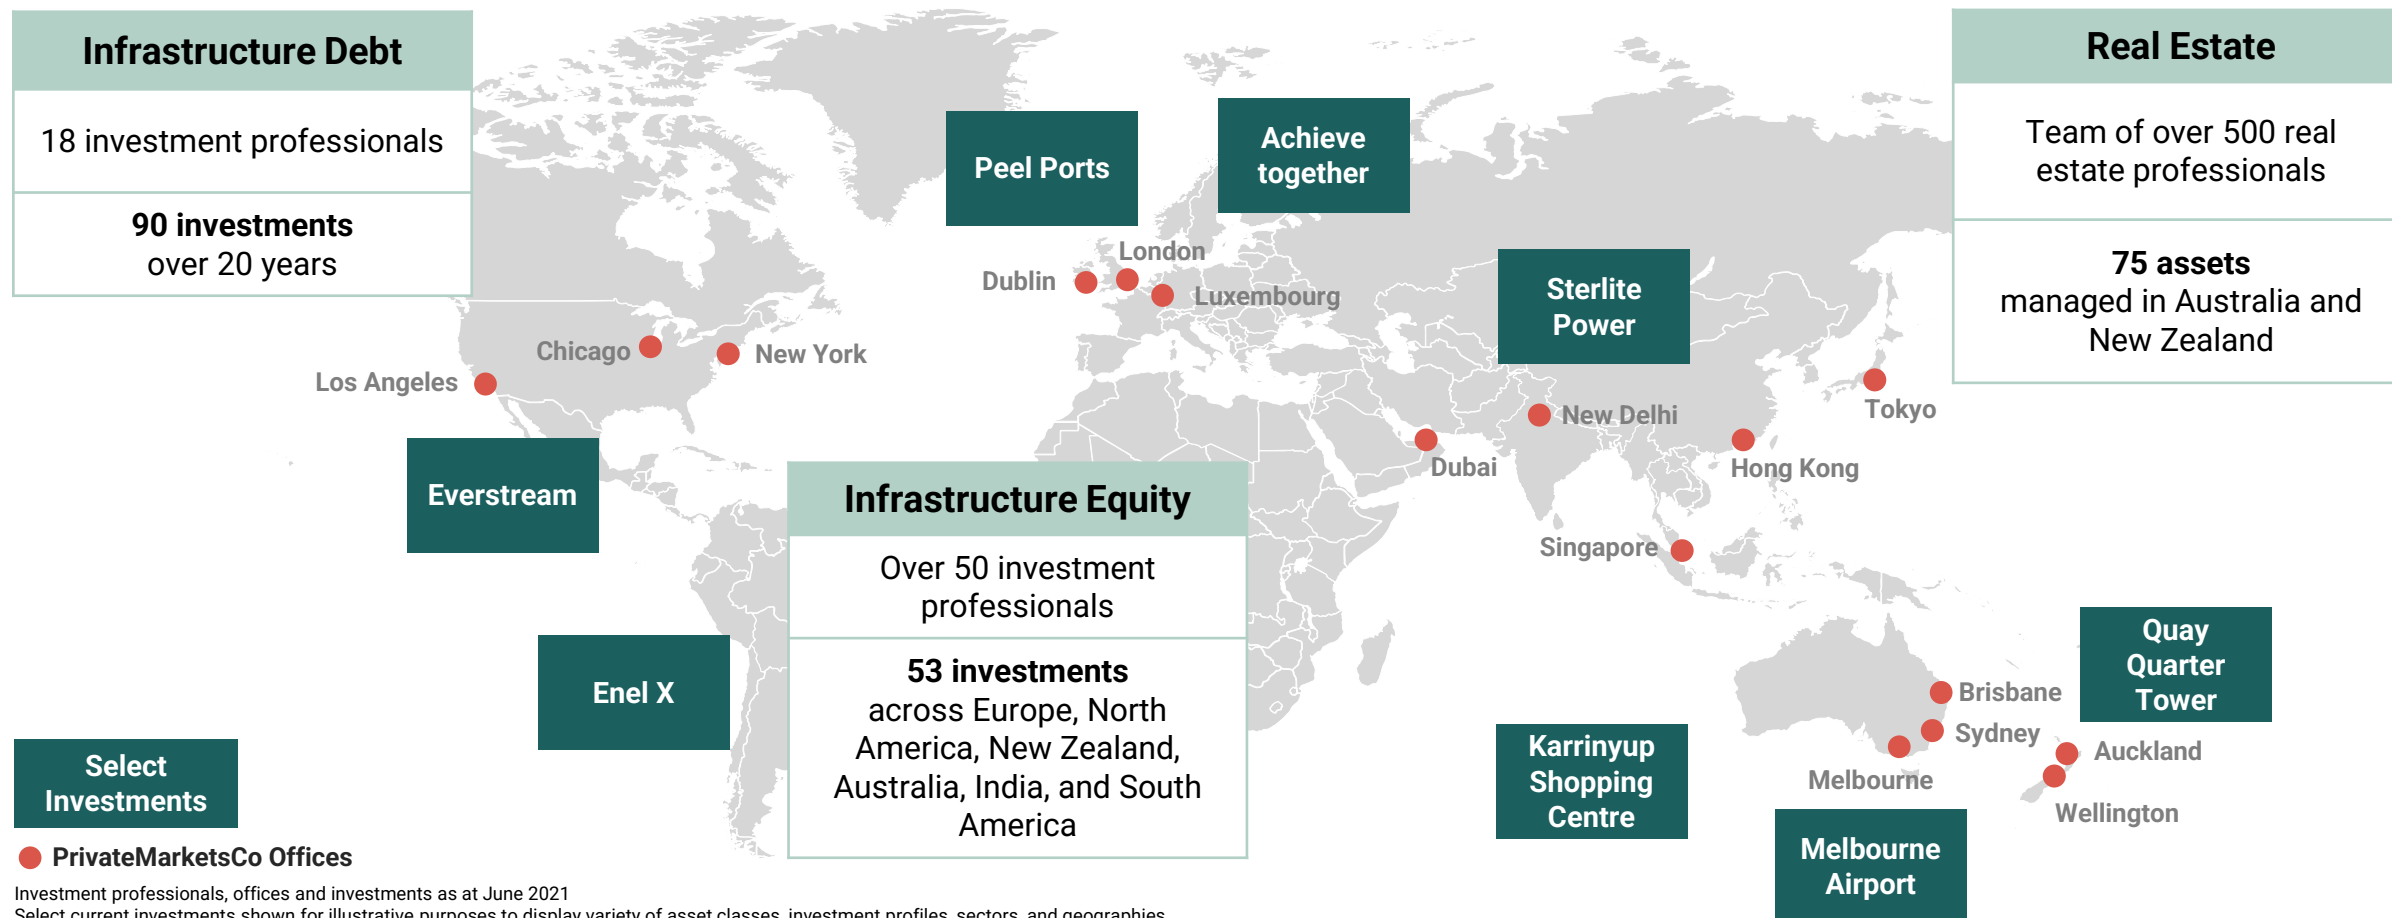 Infrastructure Debt
18 investment professionals
90 investments
over 20 years
Real Estate
Team of over 500 real
estate professionals
75 assets
managed in Australia and
New Zealand
Peel Ports
Achieve
together
Sterlite
Power
London
Dublin
Luxembourg
Chicago
New York
Los Angeles
Tokyo
New Delhi
Dubai
Hong Kong
Everstream
Infrastructure Equity
Over 50 investment
professionals
53 investments
across Europe, North
America, New Zealand,
Australia, India, and South
America
Singapore
Enel X
Quay
Quarter
Tower
Brisbane
Sydney
Auckland
Melbourne
Wellington
Karrinyup
Shopping
Centre
Melbourne
Airport
Select
Investments
PrivateMarketsCo Offices
Investment professionals, offices and investments as at June 2021
Select current investments shown for illustrative purposes to display variety of asset classes, investment profiles, sectors, and geographies